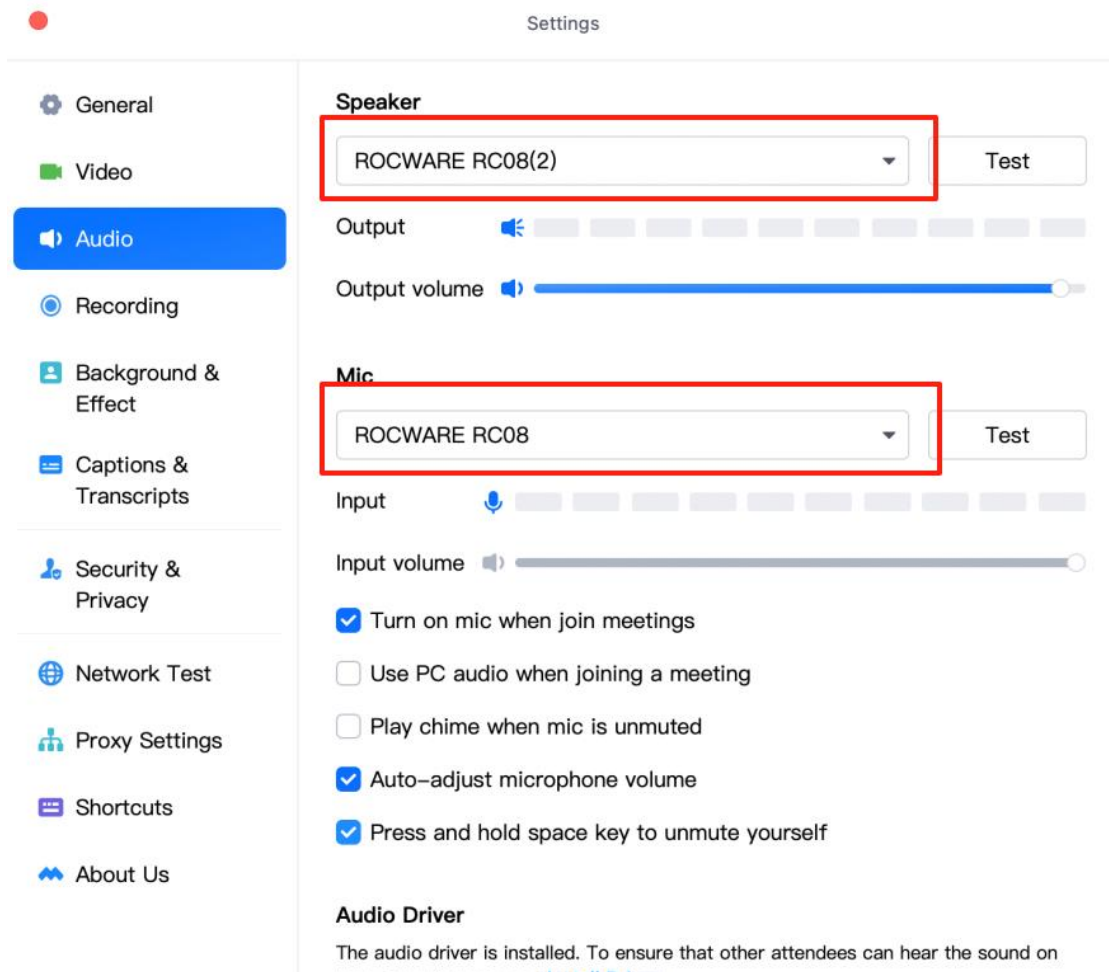 Settings
General
Video
Audio
Recording
Background &
Effect
Captions &
Transcripts
Security &
Privacy
Network Test
Proxy Settings
Shortcuts
About Us
Speaker
ROCWARE RC08(2)
Test
Output
Output volume
Mic
ROCWARE RC08
Test
Input
Input volume
Turn on mic when join meetings
Use PC audio when joining a meeting
Play chime when mic is unmuted
Auto-adjust microphone volume
Press and hold space key to unmute yourself
Audio Driver
The audio driver is installed. To ensure that other attendees can hear the sound on